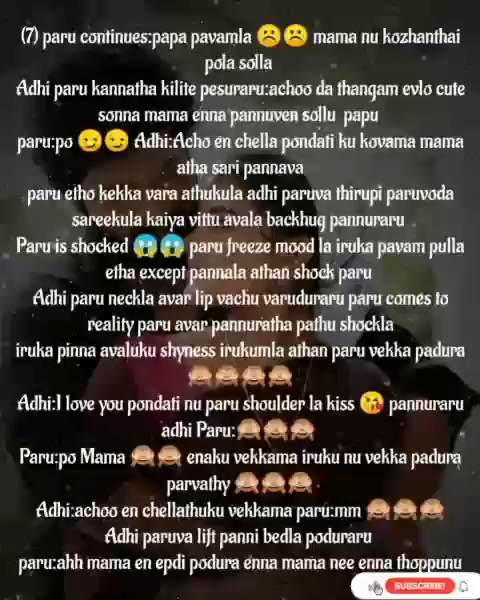 (7) paru continues:papa pavamla ☹️☹️ mama nu kozhanthai
pola solla
Adhi paru kannatha kilite pesuraru:achoo da thangam evlo cute
sonna mama enna pannuven sollu papu
paru:po 😏😏 Adhi:Acho en chella pondati ku kovama mama
atha sari pannava
paru etho kekka vara athukula adhi paruva thirupi paruvoda
sareekula kaiya vittu avala backhug pannuraru
Paru is shocked 😱😱 paru freeze mood la iruka pavam pulla
etha except pannala athan shock paru
Adhi paru neckla avar lip vachu varuduraru paru comes to
reality paru avar pannuratha pathu shockla
iruka pinna avaluku shyness irukumla athan paru vekka padura
🙈🙈🙈🙈
Adhi:I love you pondati nu paru shoulder la kiss 😘 pannuraru
adhi Paru:🙈🙈🙈
Paru:po Mama 🙈🙈 enaku vekkama iruku nu vekka padura
parvathy 🙈🙈🙈
Adhi:achoo en chellathuku vekkama paru:mm 🙈🙈🙈
Adhi paruva lift panni bedla poduraru
paru:ahh mama en epdi podura enna mama nee enna thoppunu
SUBSCRIBE!